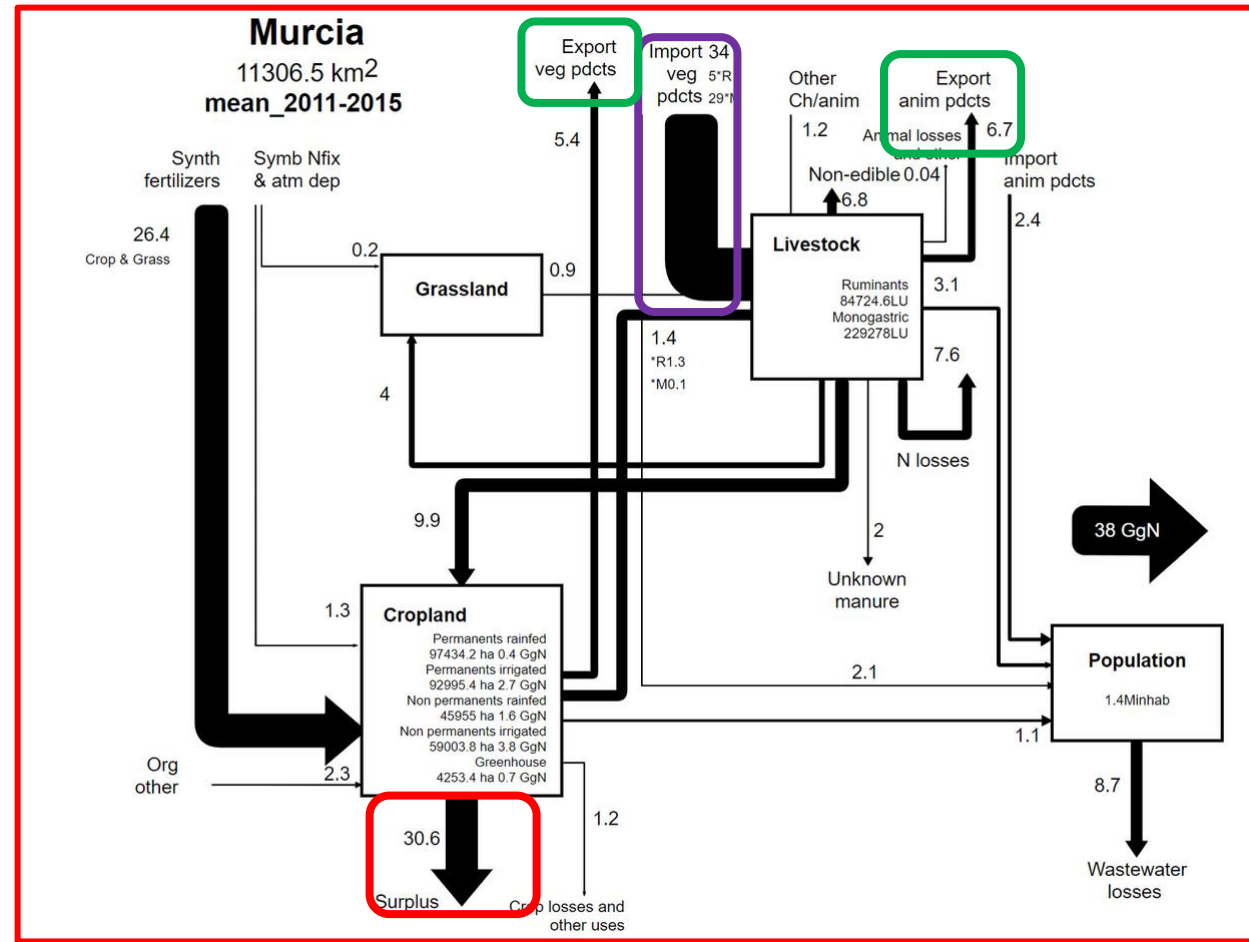 Murcia
11306.5 km2
mean_2011-2015
Export
veg pdcts
5.4
Import 34
veg 5*R
pdcts 29*M
Other
Ch/anim
1.2
Export
anim pdcts
6.7
Animal losses
and other
0.04
Non-edible
6.8
Import
anim pdcts
2.4
Synth
fertilizers
26.4
Crop & Grass
Symb Nfix
& atm dep
0.2
Grassland
0.9
Livestock
Ruminants
84724.6LU
Monogastric
229278LU
3.1
1.4
*R1.3
*M0.1
7.6
N losses
4
9.9
2
Unknown
manure
38 GgN
1.3
Cropland
Permanents rainfed
97434.2 ha 0.4 GgN
Permanents irrigated
92995.4 ha 2.7 GgN
Non permanents rainfed
45955 ha 1.6 GgN
Non permanents irrigated
59003.8 ha 3.8 GgN
Greenhouse
4253.4 ha 0.7 GgN
2.1
Population
1.4Minhab
1.1
Org
other
2.3
30.6
Surplus
1.2
Crop losses and
other uses
8.7
Wastewater
losses